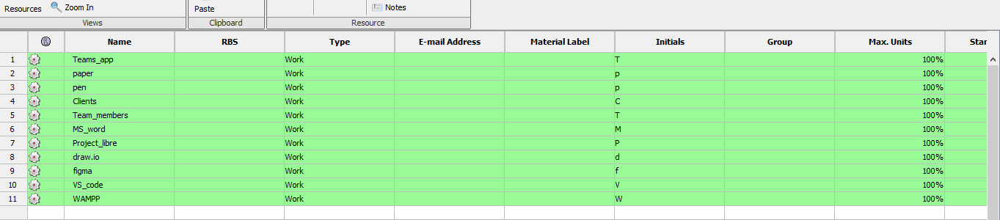 Resources Zoom In Paste Notes
Views Clipboard Resource
Name RBS Type E-mail Address Material Label Initials Group Max. Units Star
1 Teams_app Work T 100%
2 paper Work p 100%
3 pen Work p 100%
4 Clients Work C 100%
5 Team_members Work T 100%
6 MS_word Work M 100%
7 Project_libre Work P 100%
8 draw.io Work d 100%
9 figma Work f 100%
10 VS_code Work V 100%
11 WAMPP Work W 100%